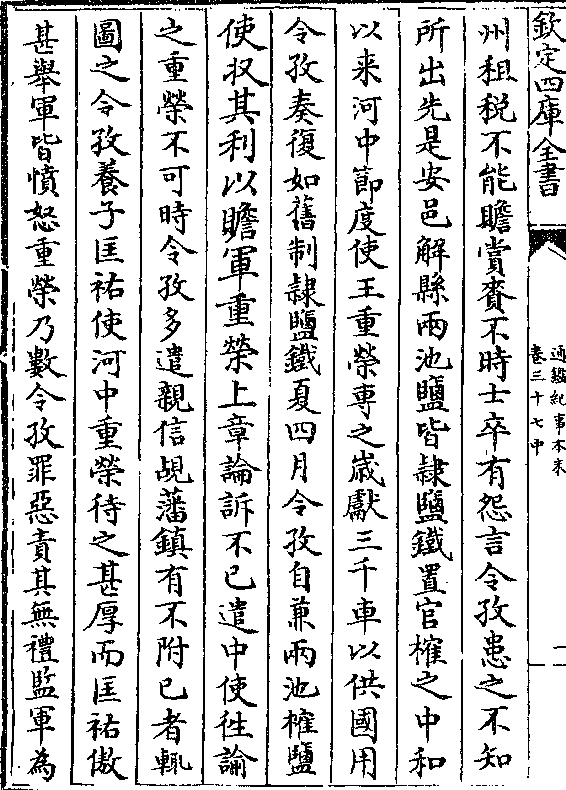 欽定四庫全書
通鑑紀事本末
卷三十七中
州租税不能贍賞賚不時士卒有怨言令孜患之不知
所出先是安邑解縣兩池鹽皆隷鹽鐵置官榷之中和
以来河中節度使王重榮專之歳獻三千車以供國用
令孜奏復如舊制隷鹽鐵夏四月令孜自兼兩池榷鹽
使収其利以贍軍重榮上章論訴不已遣中使徃諭
之重榮不可時令孜多遣親信覘藩鎮有不附已者輒
圖之令孜養子匡祐使河中重榮待之甚厚而匡祐傲
甚舉軍皆憤怒重榮乃數令孜罪惡責其無禮監軍為